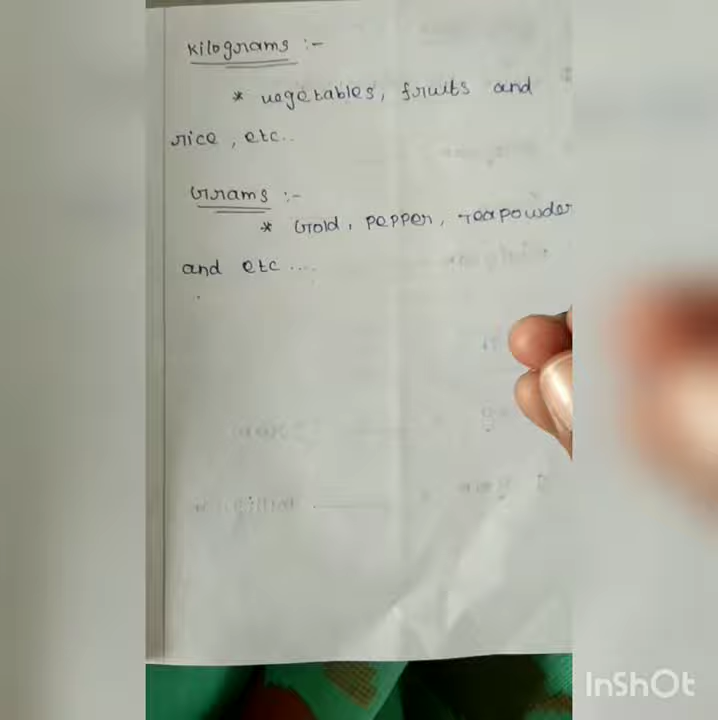 Kilograms :-
* vegetables, fruits and
rice, etc..
Grams :-
* Gold, pepper, Teapowder
and etc ....
InShOt